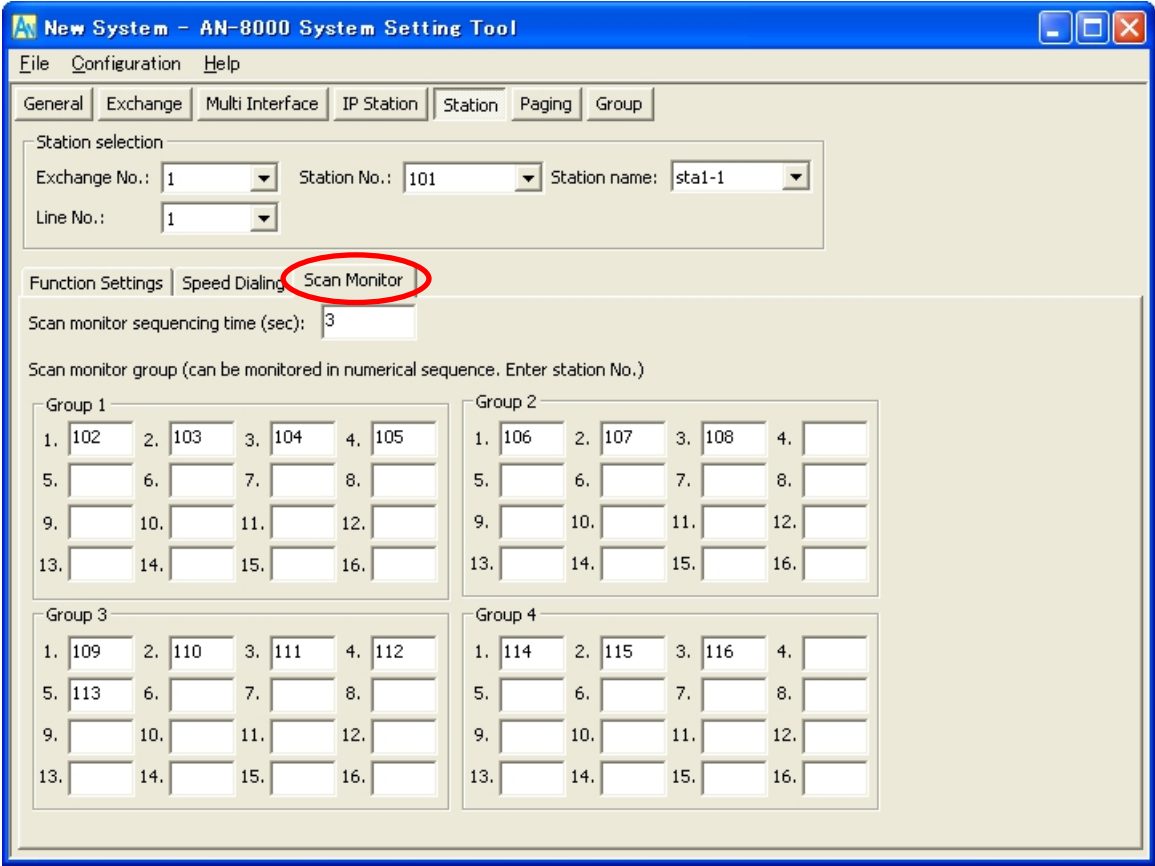 New System - AN-8000 System Setting Tool
File Configuration Help
General Exchange Multi Interface IP Station Station Paging Group
Station selection
Exchange No.: 1 Station No.: 101 Station name: sta1-1
Line No.: 1
Function Settings Speed Dialing Scan Monitor
Scan monitor sequencing time (sec): 3
Scan monitor group (can be monitored in numerical sequence. Enter station No.)
Group 1
1. 102 2. 103 3. 104 4. 105
5. 6. 7. 8.
9. 10. 11. 12.
13. 14. 15. 16.
Group 2
1. 106 2. 107 3. 108 4.
5. 6. 7. 8.
9. 10. 11. 12.
13. 14. 15. 16.
Group 3
1. 109 2. 110 3. 111 4. 112
5. 113 6. 7. 8.
9. 10. 11. 12.
13. 14. 15. 16.
Group 4
1. 114 2. 115 3. 116 4.
5. 6. 7. 8.
9. 10. 11. 12.
13. 14. 15. 16.